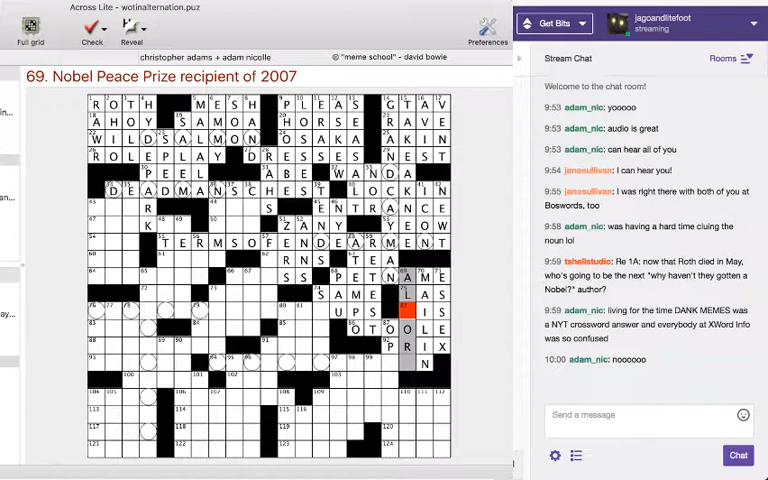 Across Lite - wotinalternation.puz
Full grid
Check
Reveal
Preferences
christopher adams + adam nicolle
© "meme school" - david bowie
69. Nobel Peace Prize recipient of 2007
ROTH MESH PLEAS GTAV
AHOY SAMOA HORSE RAVE
WILDSALMON OSAKA AKIN
ROLEPLAY DRESSES NEST
PEEL ABE WANDA
DEADMANSCHEST LOCKIN
R S ENTRANCE
K ZANY YEOW
TERMSOFENDEARMENT
RNS TEA
SS PETNAME
SAME LAS
UPS IS
OTOOLE
P RIX
N
Get Bits
jagoandlitefoot
streaming
Stream Chat
Rooms
Welcome to the chat room!
9:53 adam_nic: yooooo
9:53 adam_nic: audio is great
9:53 adam_nic: can hear all of you
9:54 janosullivan: I can hear you!
9:55 janosullivan: I was right there with both of you at
Boswords, too
9:58 adam_nic: was having a hard time cluing the
noun lol
9:59 tshellstudio: Re 1A: now that Roth died in May,
who's going to be the next "why haven't they gotten a
Nobel?" author?
9:59 adam_nic: living for the time DANK MEMES was
a NYT crossword answer and everybody at XWord Info
was so confused
10:00 adam_nic: noooooo
Send a message
Chat